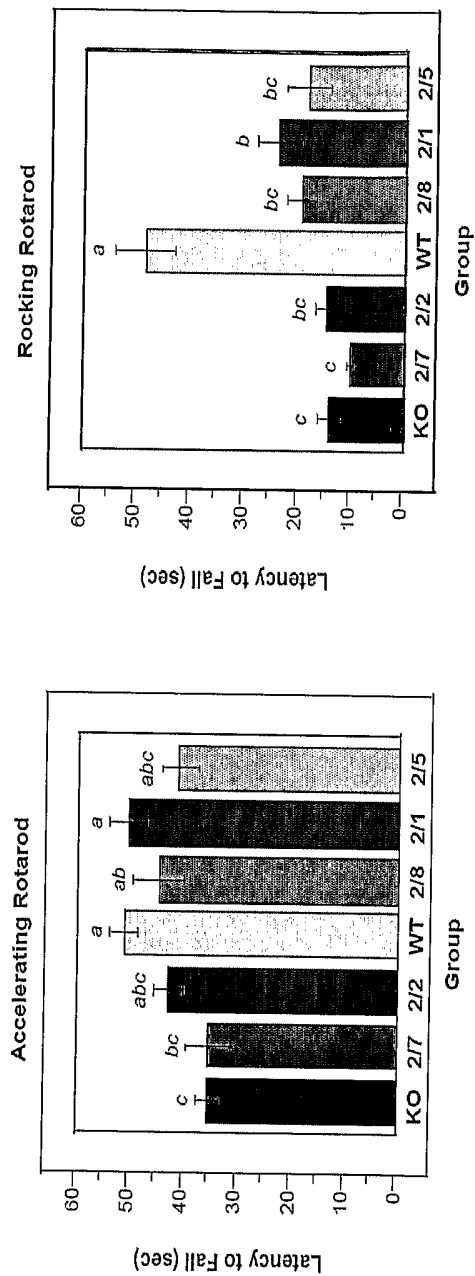 Accelerating Rotarod
Latency to Fall (sec)
60
50
40
30
20
10
0
c
bc
abc
a
ab
a
abc
KO 2/7 2/2 WT 2/8 2/1 2/5
Group
Rocking Rotarod
Latency to Fall (sec)
60
50
40
30
20
10
0
c
c
bc
a
bc
b
bc
KO 2/7 2/2 WT 2/8 2/1 2/5
Group